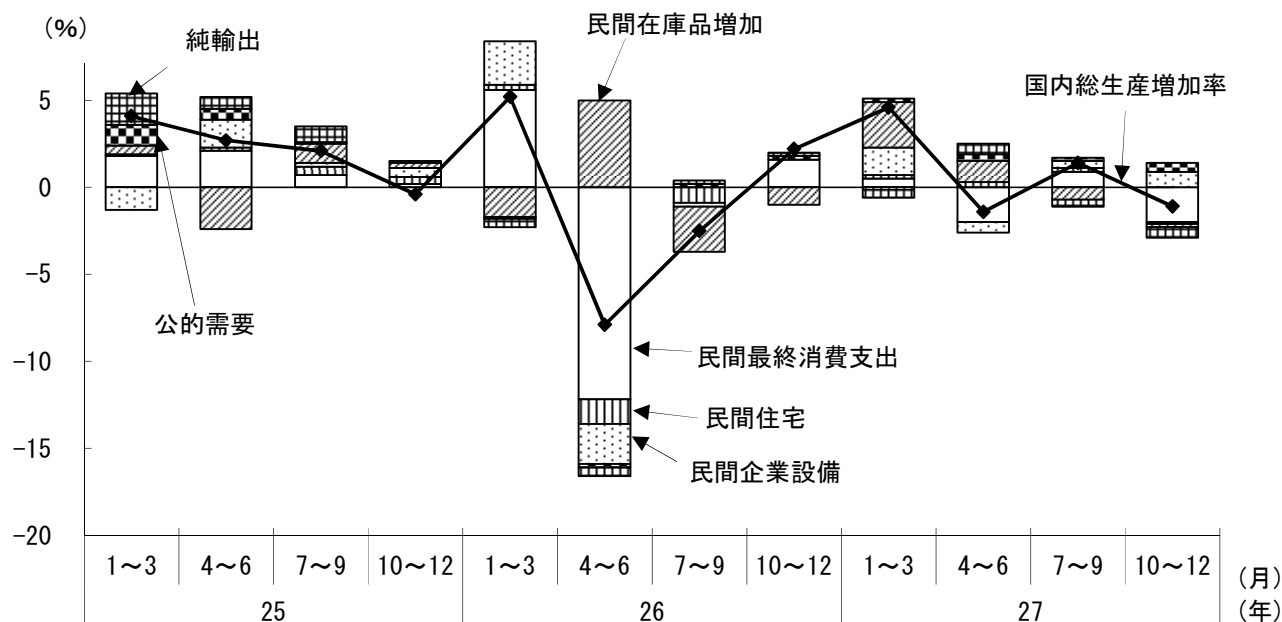 (%)
純輸出
民間在庫品増加
国内総生産増加率
5
0
-5
公的需要
民間最終消費支出
-10
民間住宅
-15
民間企業設備
-20
1～3 4～6 7～9 10～12 1～3 4～6 7～9 10～12 1～3 4～6 7～9 10～12 (月)
25 26 27 (年)